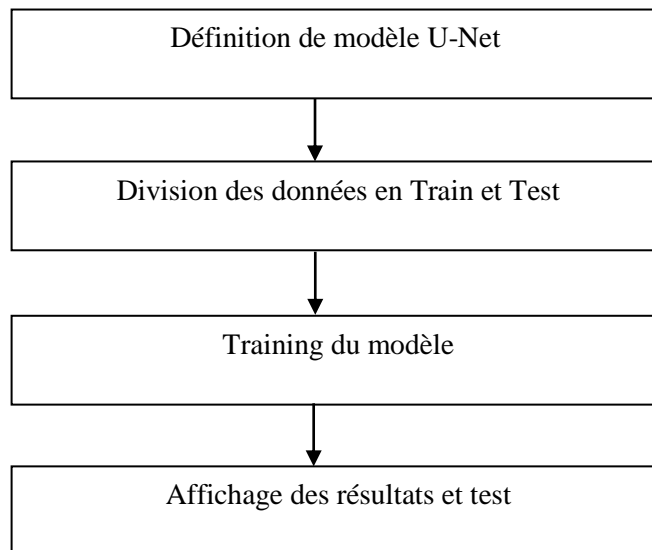 Définition de modèle U-Net
Division des données en Train et Test
Training du modèle
Affichage des résultats et test